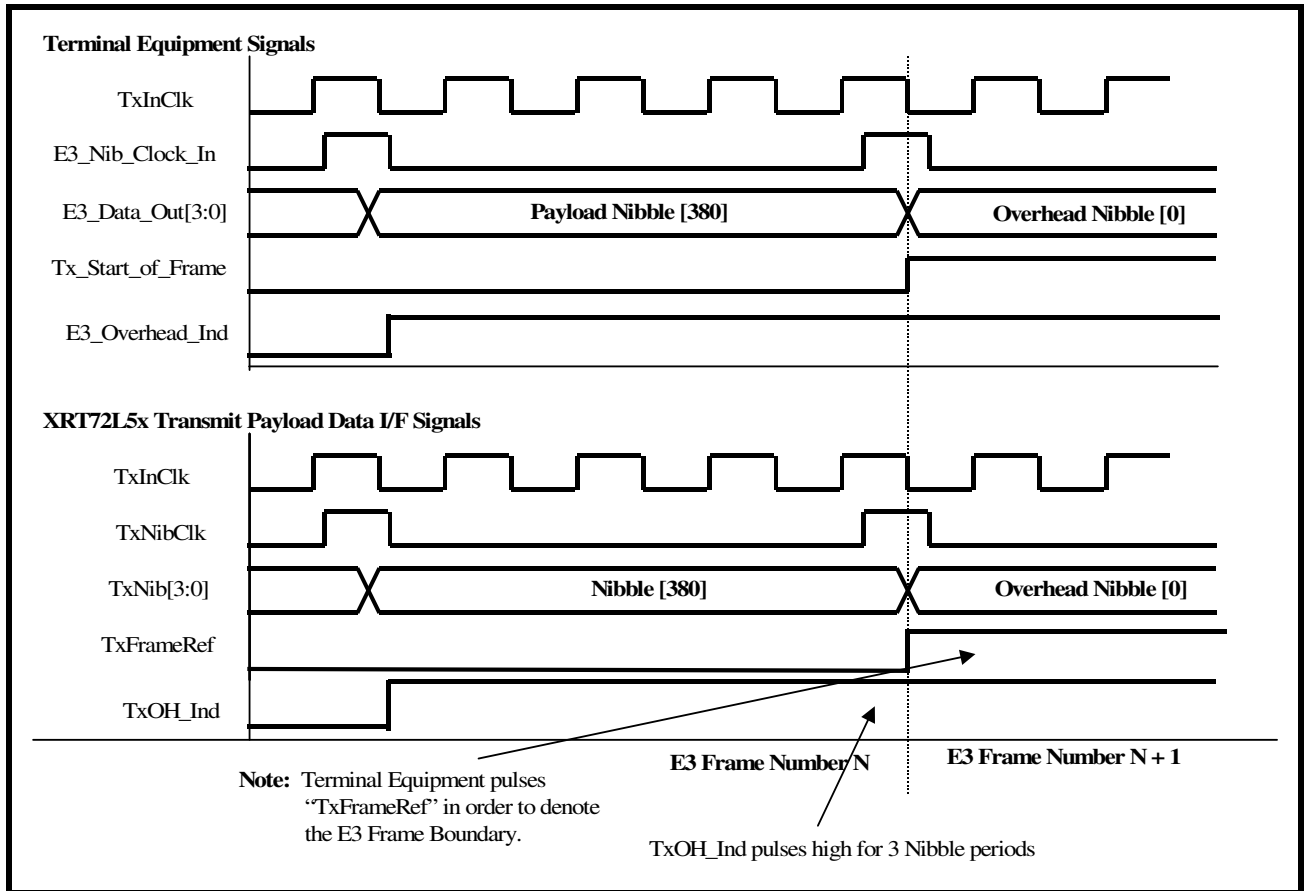 Terminal Equipment Signals
TxInClk
E3_Nib_Clock_In
E3_Data_Out[3:0]
Payload Nibble [380]
Overhead Nibble [0]
Tx_Start_of_Frame
E3_Overhead_Ind
XRT72L5x Transmit Payload Data I/F Signals
TxInClk
TxNibClk
TxNib[3:0]
Nibble [380]
Overhead Nibble [0]
TxFrameRef
TxOH_Ind
E3 Frame Number N
E3 Frame Number N + 1
Note: Terminal Equipment pulses
“TxFrameRef” in order to denote
the E3 Frame Boundary.
TxOH_Ind pulses high for 3 Nibble periods